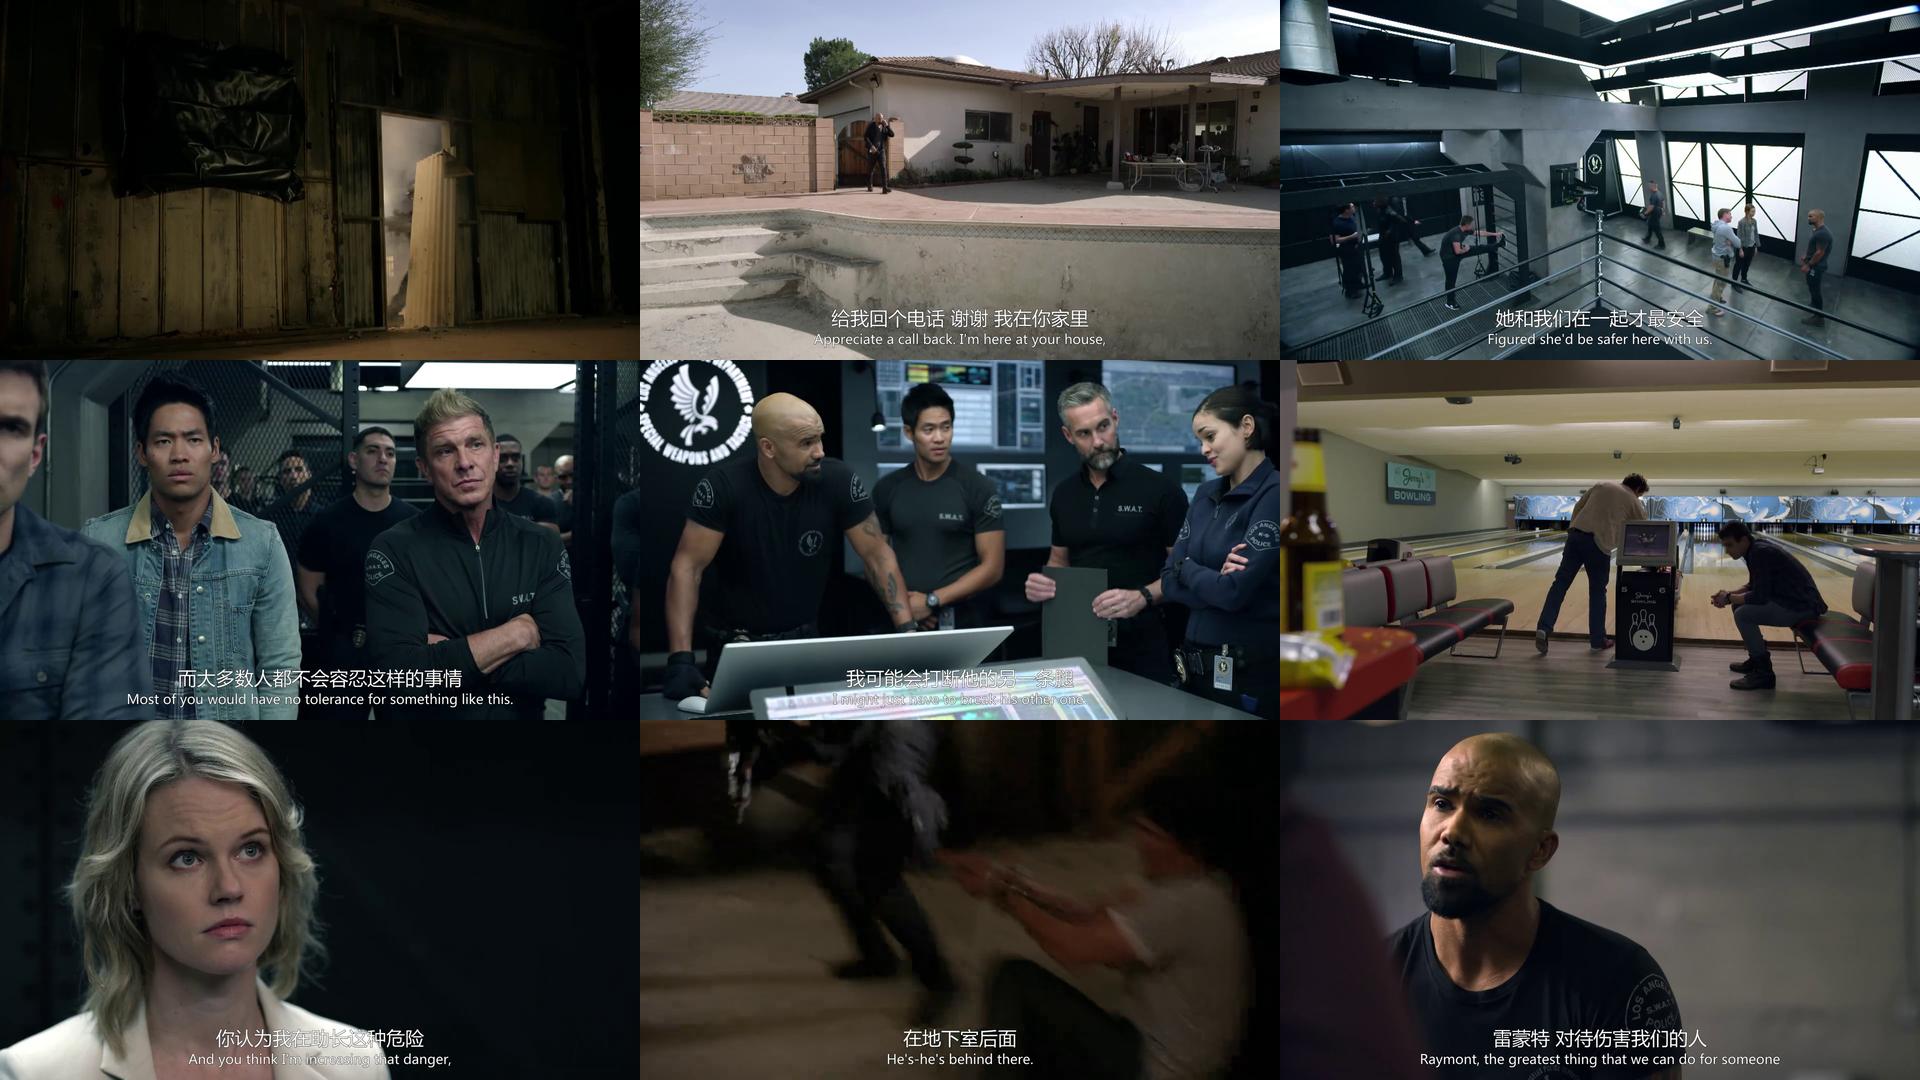 给我回个电话 谢谢 我在你家里
Appreciate a call back. I'm here at your house,
她和我们在一起才最安全
Figured she'd be safer here with us.
S.W.A.T.
而大多数人都不会容忍这样的事情
Most of you would have no tolerance for something like this.
SPECIAL WEAPONS AND TACTICS
S.W.A.T.
S.W.A.T.
LOS ANGELES
POLICE
我可能会打断他的另一条腿
I might just have to break his other one.
Jerry's
BOWLING
你认为我在助长这种危险
And you think I'm increasing that danger,
在地下室后面
He's-he's behind there.
LOS ANGELES
S.W.A.T.
雷蒙特 对待伤害我们的人
Raymont, the greatest thing that we can do for someone